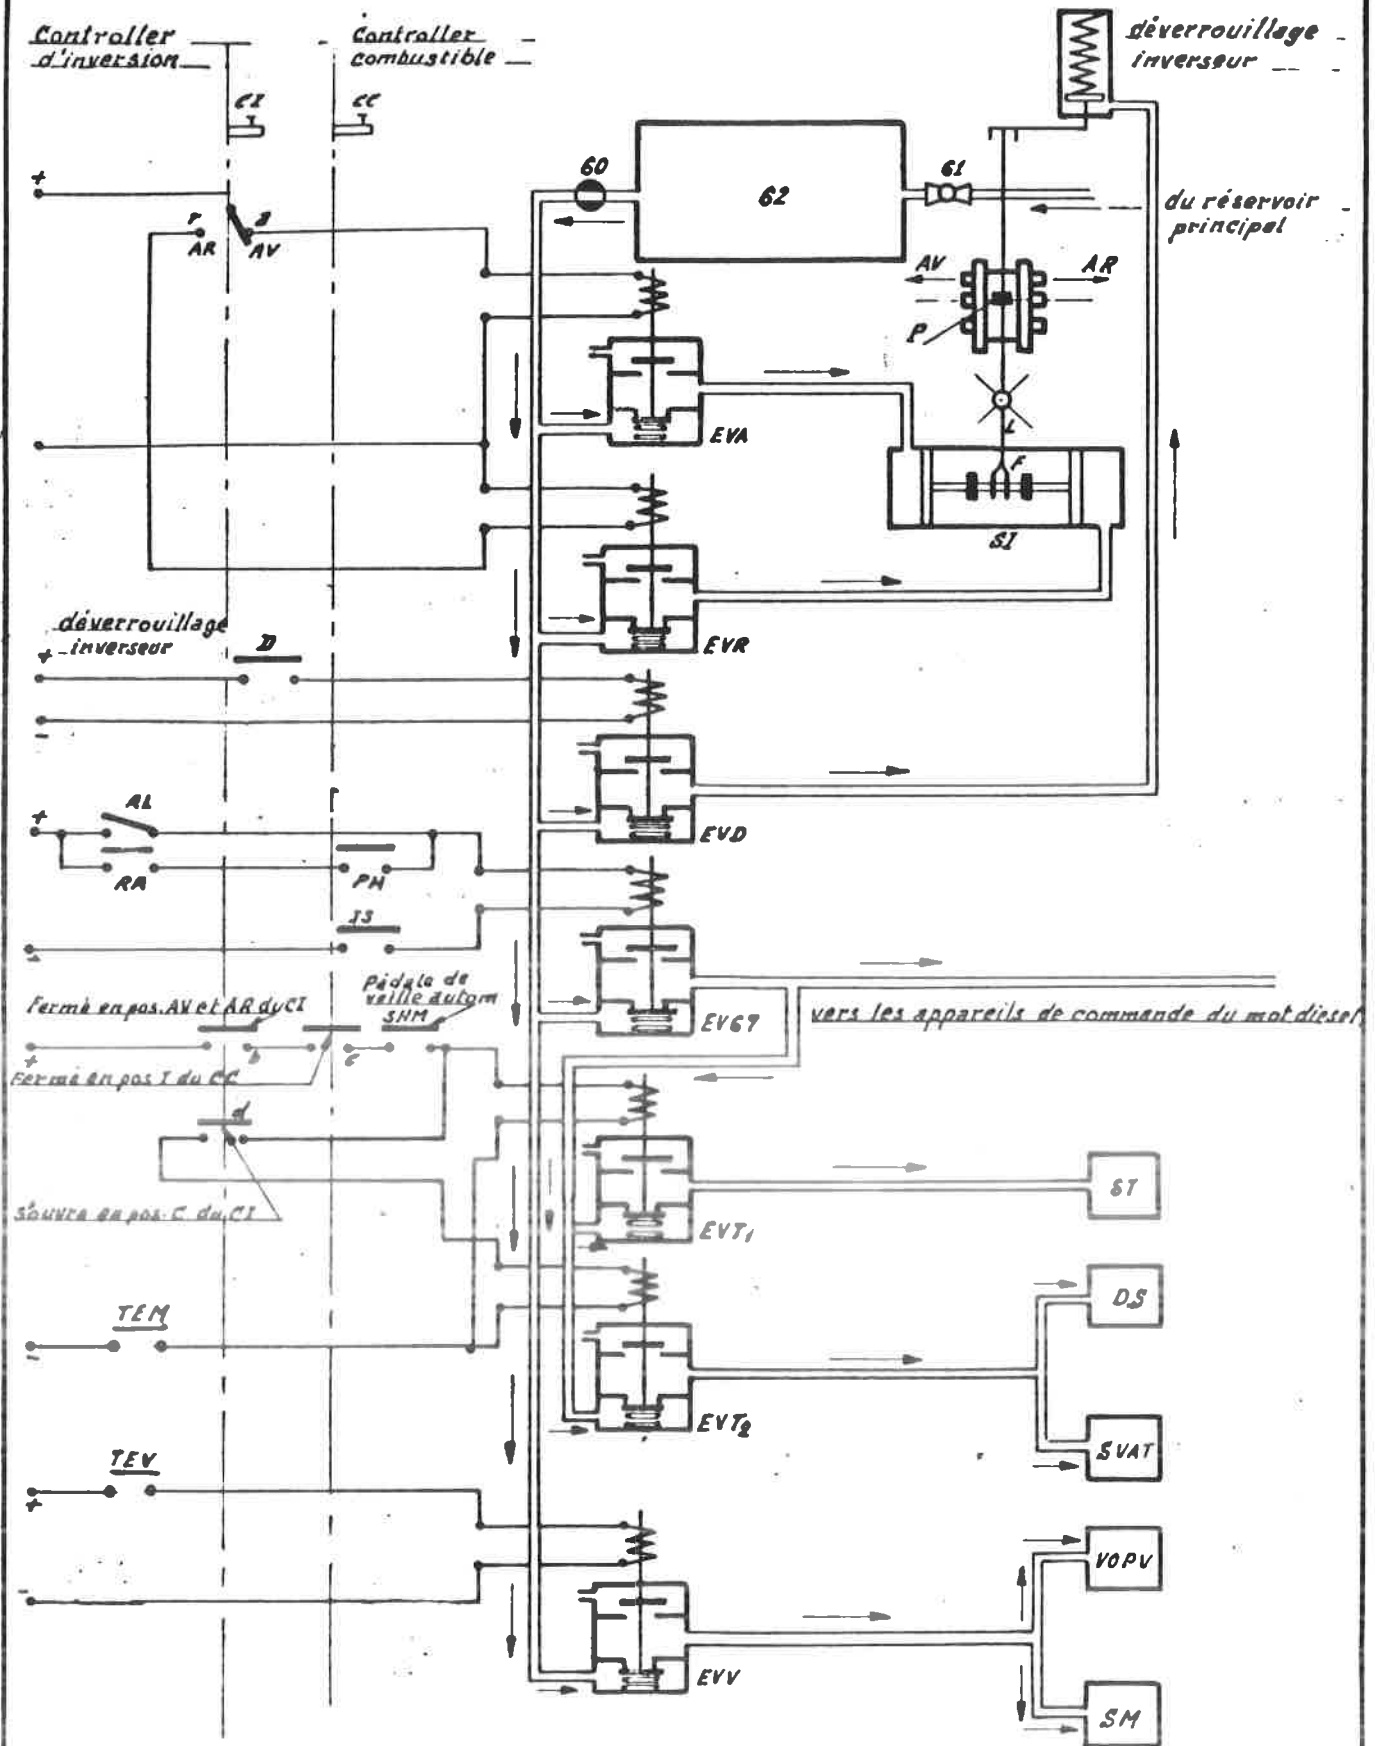 Controller
d'inversion
Controller
combustible
déverrouillage
inverseur
CI
CC
60
62
61
+
r
a
AR
AV
du réservoir
principal
AV
AR
P
L
EVA
F
SI
déverrouillage
inverseur
+
D
EVR
-
AL
+
RA
PH
EVD
IS
-
Pédale de
veille autom
SHM
Fermé en pos. AV et AR du CI
EV67
vers les appareils de commande du mot diesel
+
b
c
Fermé en pos I du CC
d
ST
s'ouvre en pos. C du CI
EVT1
DS
TEM
-
EVT2
SVAT
TEV
+
VOPV
-
EVV
SM